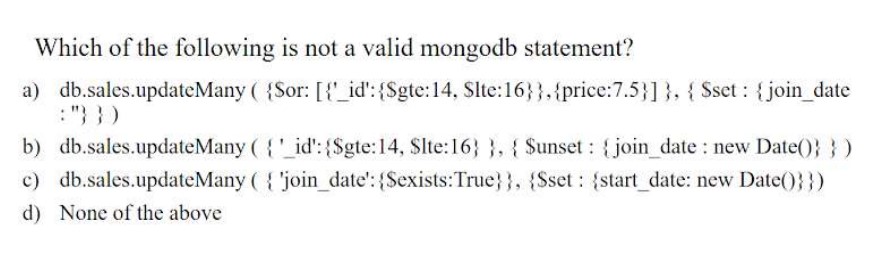 Which of the following is not a valid mongodb statement?
a) db.sales.updateMany ( {$or: [{'_id':{$gte:14, $lte:16}},{price:7.5}] }, { $set : {join_date
: ''} } )
b) db.sales.updateMany ( { '_id':{$gte:14, $lte:16} }, { $unset : {join_date : new Date()} } )
c) db.sales.updateMany ( { 'join_date':{$exists:True}}, {$set : {start_date: new Date()}})
d) None of the above